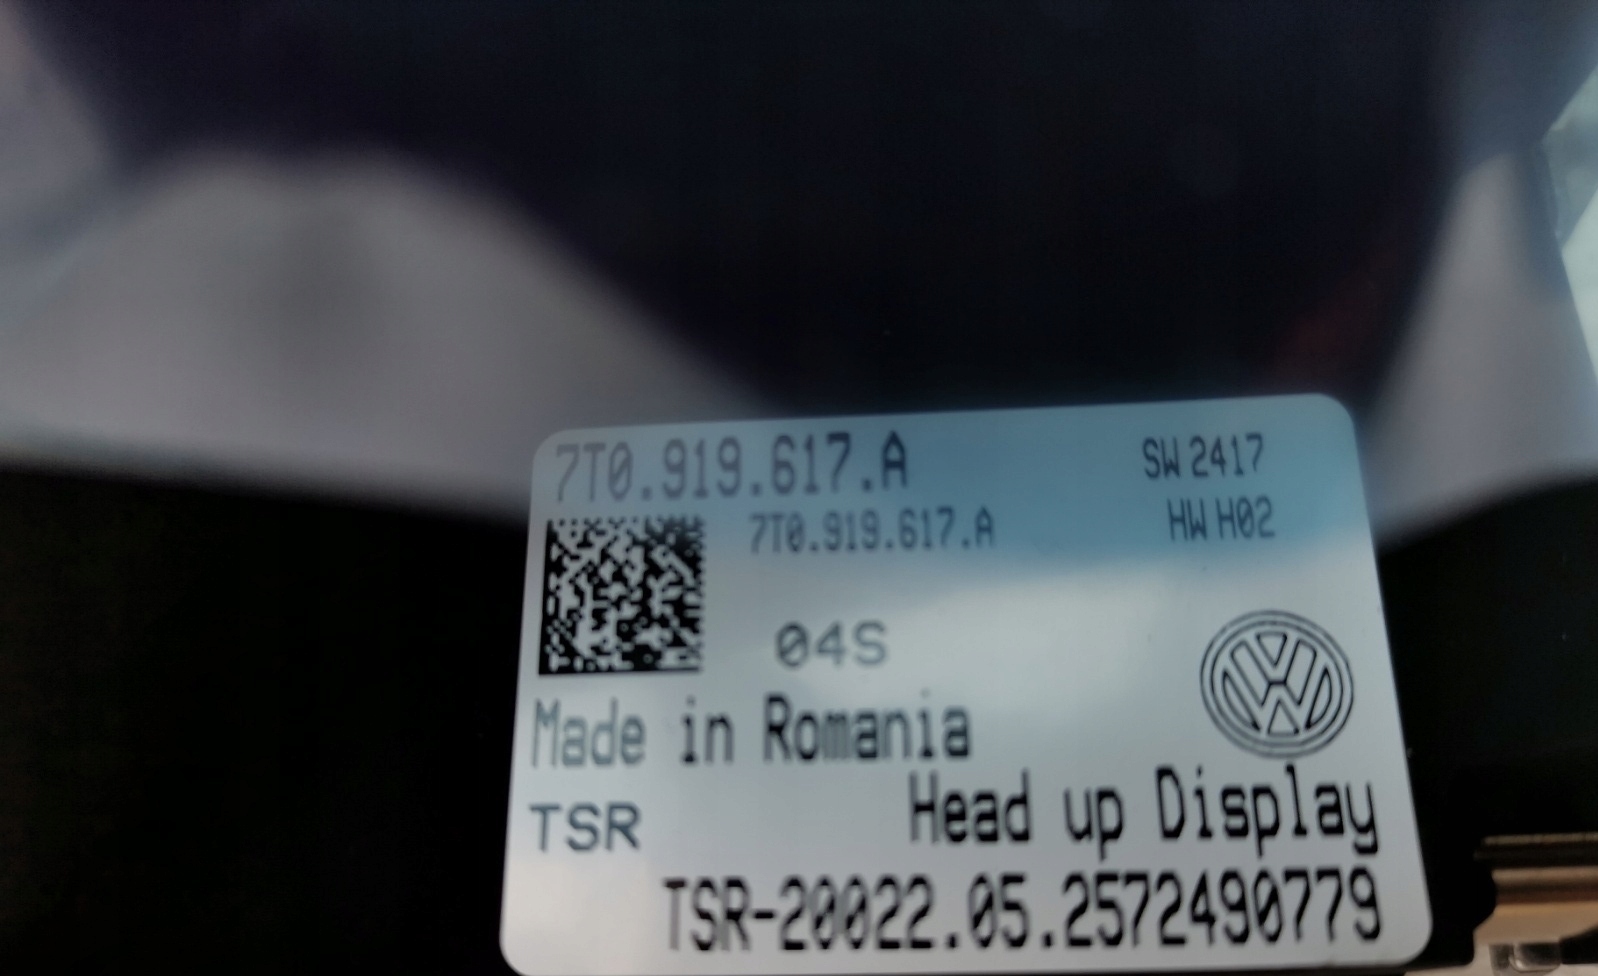 7T0.919.617.A
SW 2417
7T0.919.617.A
HW H02
04S
Made in Romania
TSR
Head up Display
TSR-20022.05.2572490779